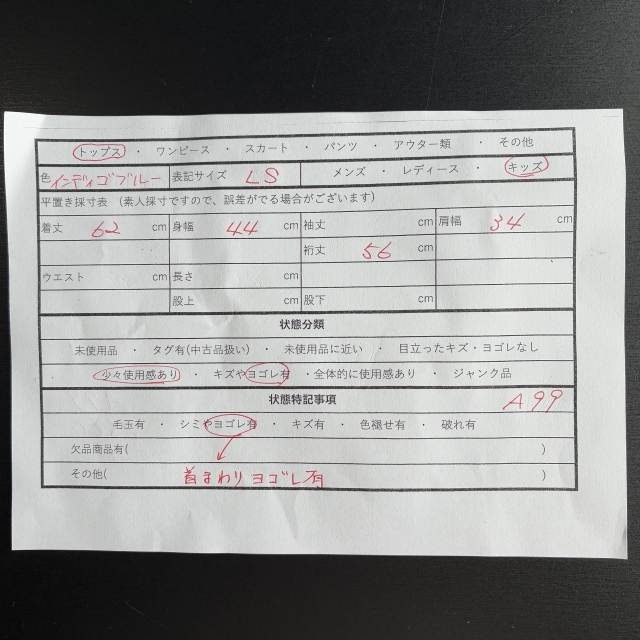 トップス ・ ワンピース ・ スカート ・ パンツ ・ アウター類 ・ その他
色 インディゴブルー 表記サイズ LS メンズ ・ レディース ・ キッズ
平置き採寸表 （素人採寸ですので、誤差がでる場合がございます）
着丈 62 cm 身幅 44 cm 袖丈 cm 肩幅 34 cm
裄丈 56 cm
ウエスト cm 長さ cm
股上 cm 股下 cm
状態分類
未使用品 ・ タグ有(中古品扱い) ・ 未使用品に近い ・ 目立ったキズ・ヨゴレなし
少々使用感あり ・ キズやヨゴレ有 ・全体的に使用感あり ・ ジャンク品
状態特記事項 A99
毛玉有 ・ シミやヨゴレ有 ・ キズ有 ・ 色褪せ有 ・ 破れ有
欠品商品有( )
その他( 首まわりヨゴレ有 )